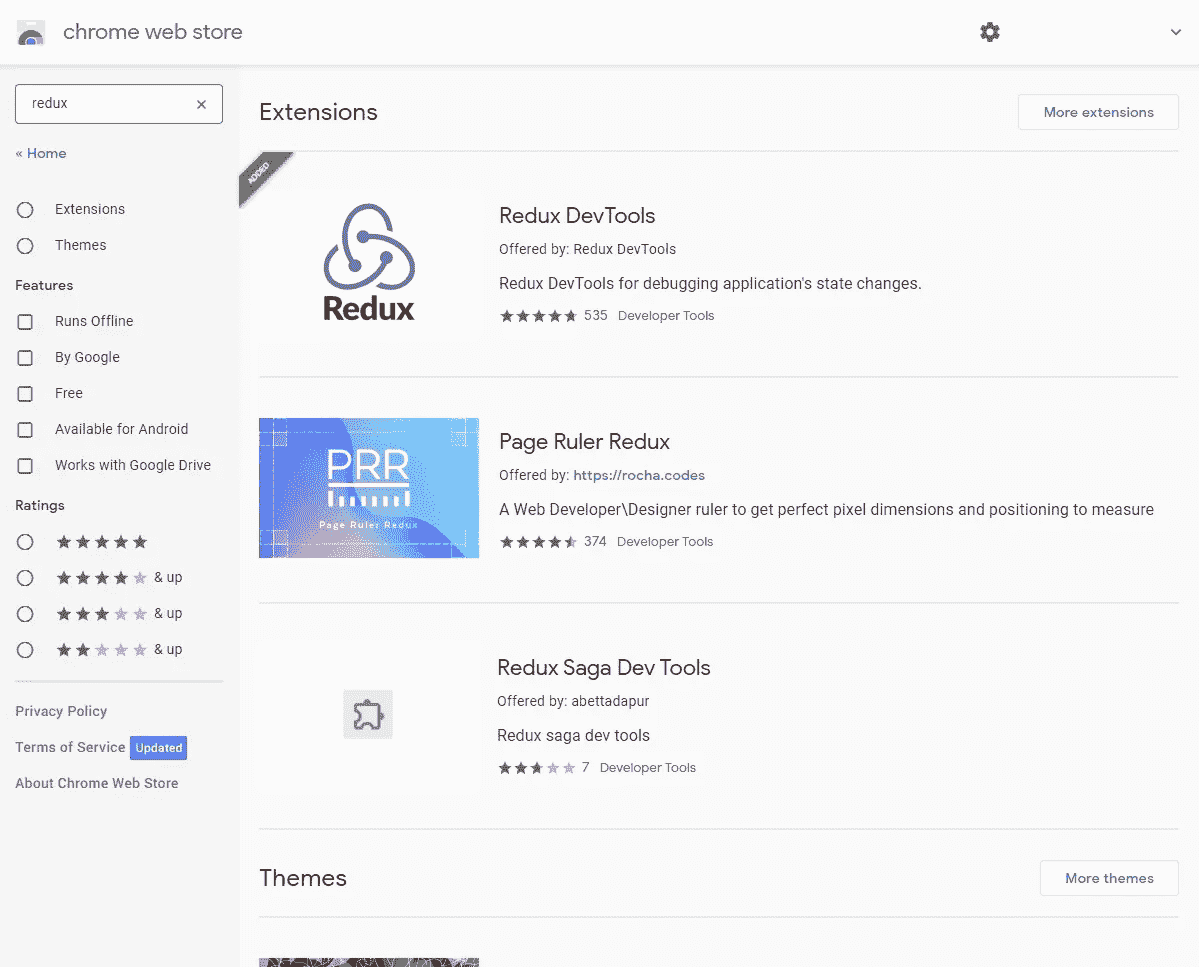 chrome web store
redux
« Home
Extensions
Themes
Features
Runs Offline
By Google
Free
Available for Android
Works with Google Drive
Ratings
& up
& up
& up
Privacy Policy
Terms of Service Updated
About Chrome Web Store
Extensions
More extensions
ADDED
Redux
Redux DevTools
Offered by: Redux DevTools
Redux DevTools for debugging application's state changes.
535 Developer Tools
PRR
Page Ruler Redux
Page Ruler Redux
Offered by: https://rocha.codes
A Web Developer\Designer ruler to get perfect pixel dimensions and positioning to measure
374 Developer Tools
Redux Saga Dev Tools
Offered by: abettadapur
Redux saga dev tools
7 Developer Tools
Themes
More themes